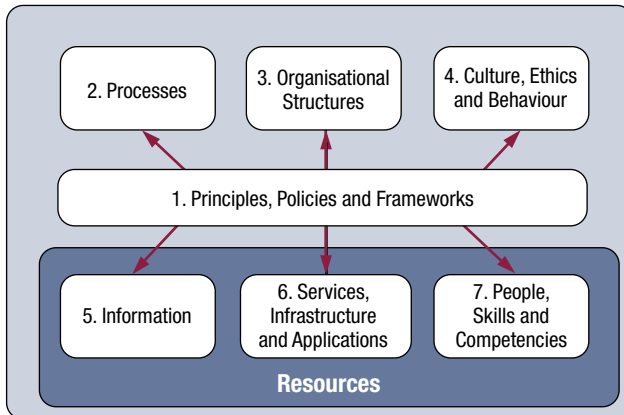 2. Processes
3. Organisational
Structures
4. Culture, Ethics
and Behaviour
1. Principles, Policies and Frameworks
5. Information
6. Services,
Infrastructure
and Applications
7. People,
Skills and
Competencies
Resources